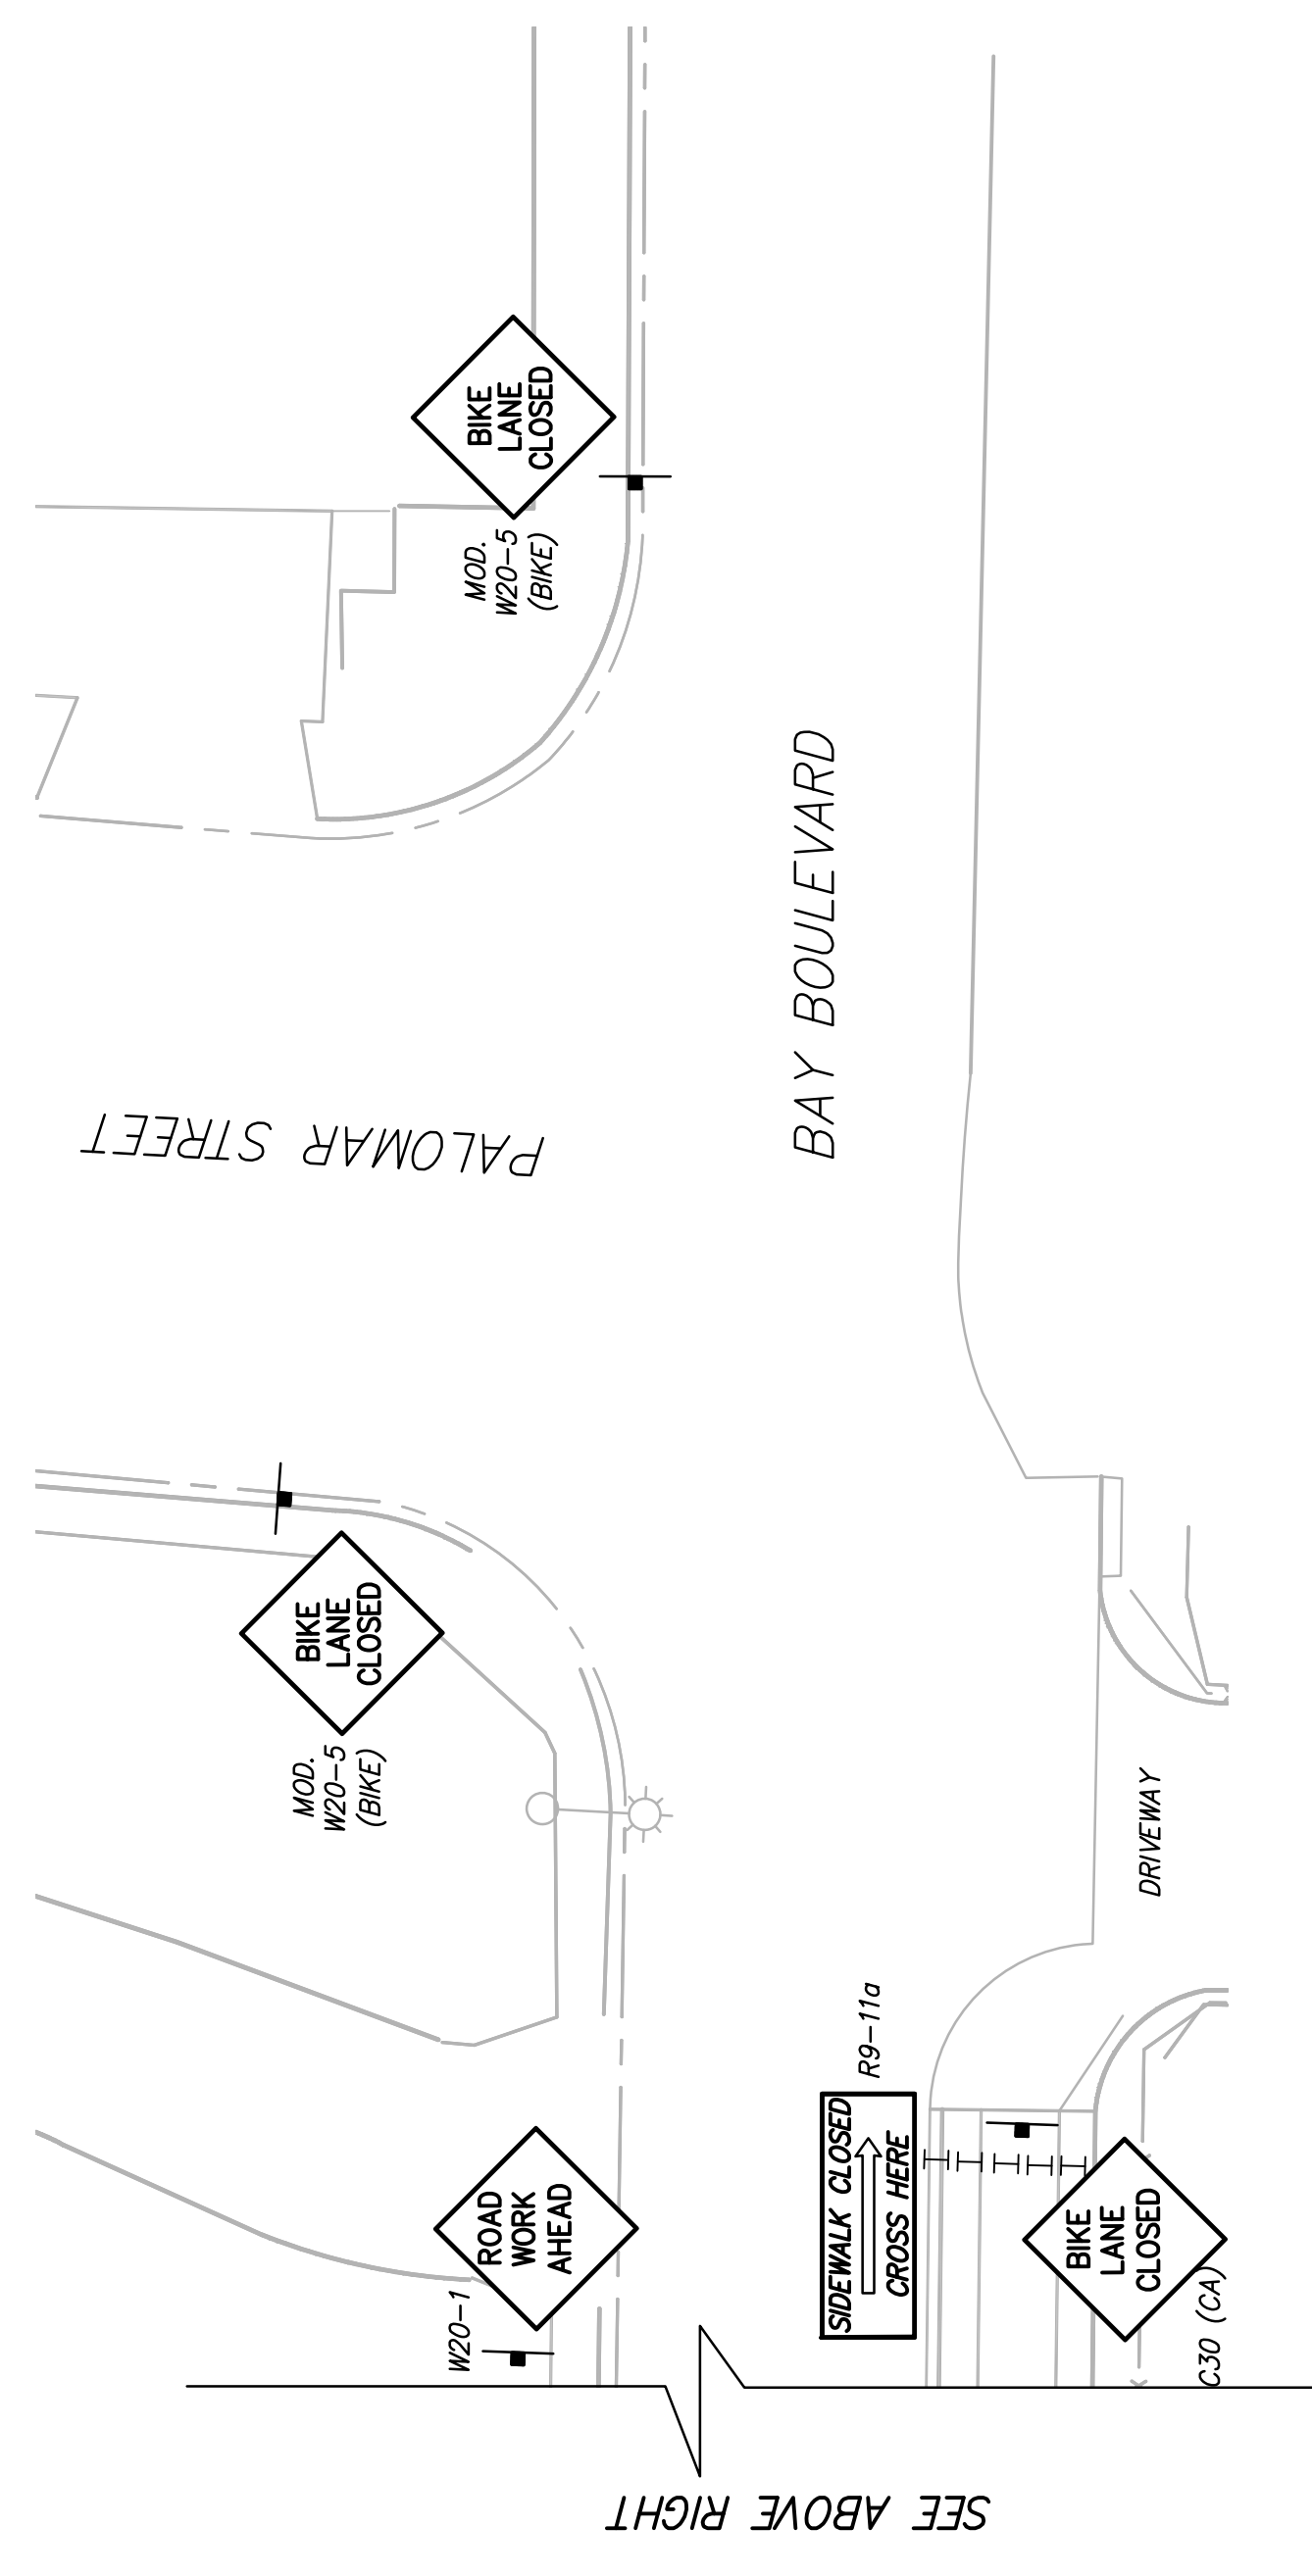 BIKE
LANE
CLOSED
MOD.
W20-5
(BIKE)
BAY BOULEVARD
PALOMAR STREET
BIKE
LANE
CLOSED
MOD.
W20-5
(BIKE)
DRIVEWAY
R9-11a
SIDEWALK CLOSED
CROSS HERE
ROAD
WORK
AHEAD
W20-1
BIKE
LANE
CLOSED
C30 (CA)
SEE ABOVE RIGHT